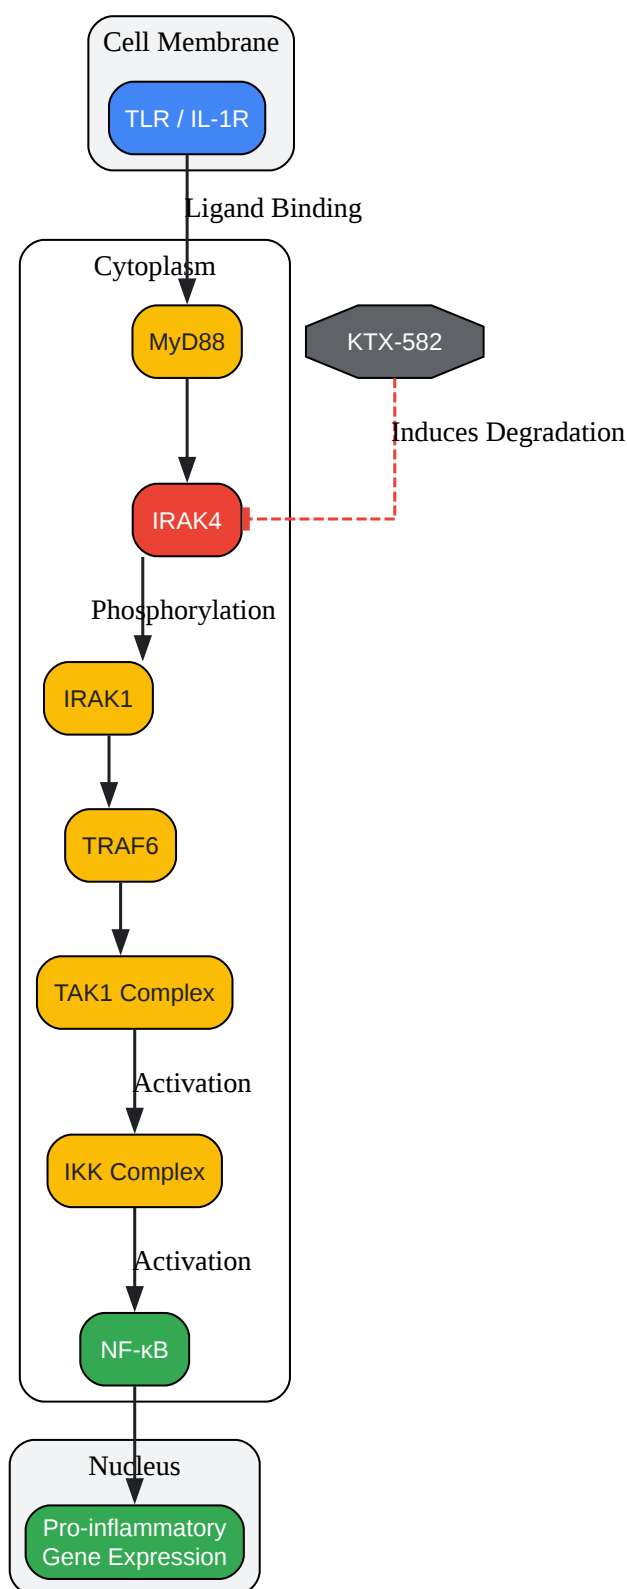 Cell Membrane
TLR / IL-1R
Ligand Binding
Cytoplasm
MyD88
KTX-582
Induces Degradation
IRAK4
Phosphorylation
IRAK1
TRAF6
TAK1 Complex
Activation
IKK Complex
Activation
NF-κB
Nucleus
Pro-inflammatory
Gene Expression